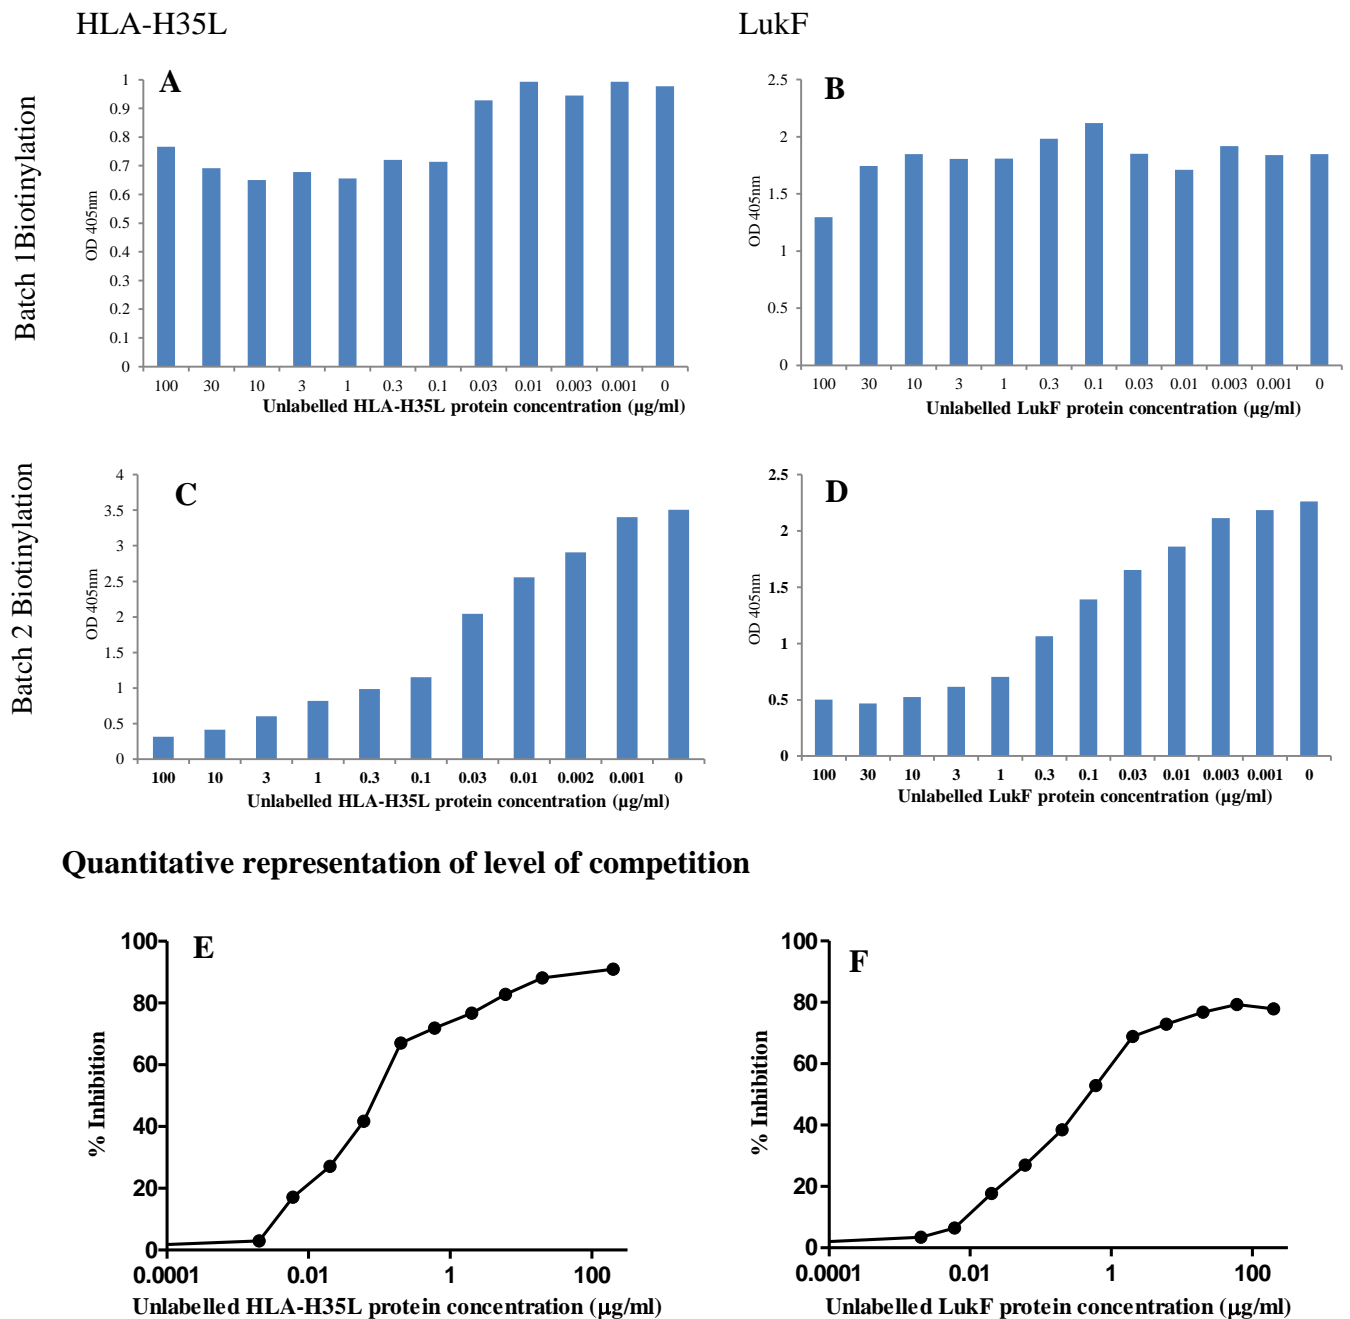 HLA-H35L
LukF
Batch 1Biotinylation
A
1
0.9
0.8
0.7
0.6
0.5
0.4
0.3
0.2
0.1
0
OD 405nm
100 30 10 3 1 0.3 0.1 0.03 0.01 0.003 0.001 0
Unlabelled HLA-H35L protein concentration (µg/ml)
B
2.5
2
1.5
1
0.5
0
OD 405nm
100 30 10 3 1 0.3 0.1 0.03 0.01 0.003 0.001 0
Unlabelled LukF protein concentration (µg/ml)
Batch 2 Biotinylation
C
4
3.5
3
2.5
2
1.5
1
0.5
0
OD 405nm
100 10 3 1 0.3 0.1 0.03 0.01 0.002 0.001 0
Unlabelled HLA-H35L protein concentration (µg/ml)
D
2.5
2
1.5
1
0.5
0
OD 405nm
100 30 10 3 1 0.3 0.1 0.03 0.01 0.003 0.001 0
Unlabelled LukF protein concentration (µg/ml)
Quantitative representation of level of competition
E
100
80
60
40
20
0
% Inhibition
0.0001 0.01 1 100
Unlabelled HLA-H35L protein concentration (µg/ml)
F
100
80
60
40
20
0
% Inhibition
0.0001 0.01 1 100
Unlabelled LukF protein concentration (µg/ml)